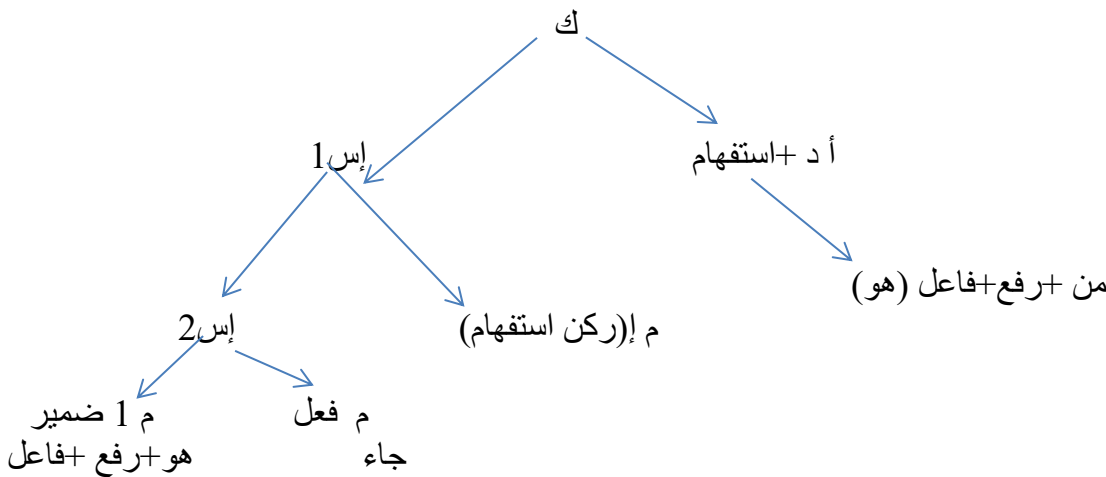 ك
أ د +استفهام
إس1
من +رفع+فاعل (هو)
م إ(ركن استفهام)
إس2
م فعل
م 1 ضمير
جاء
هو+رفع +فاعل